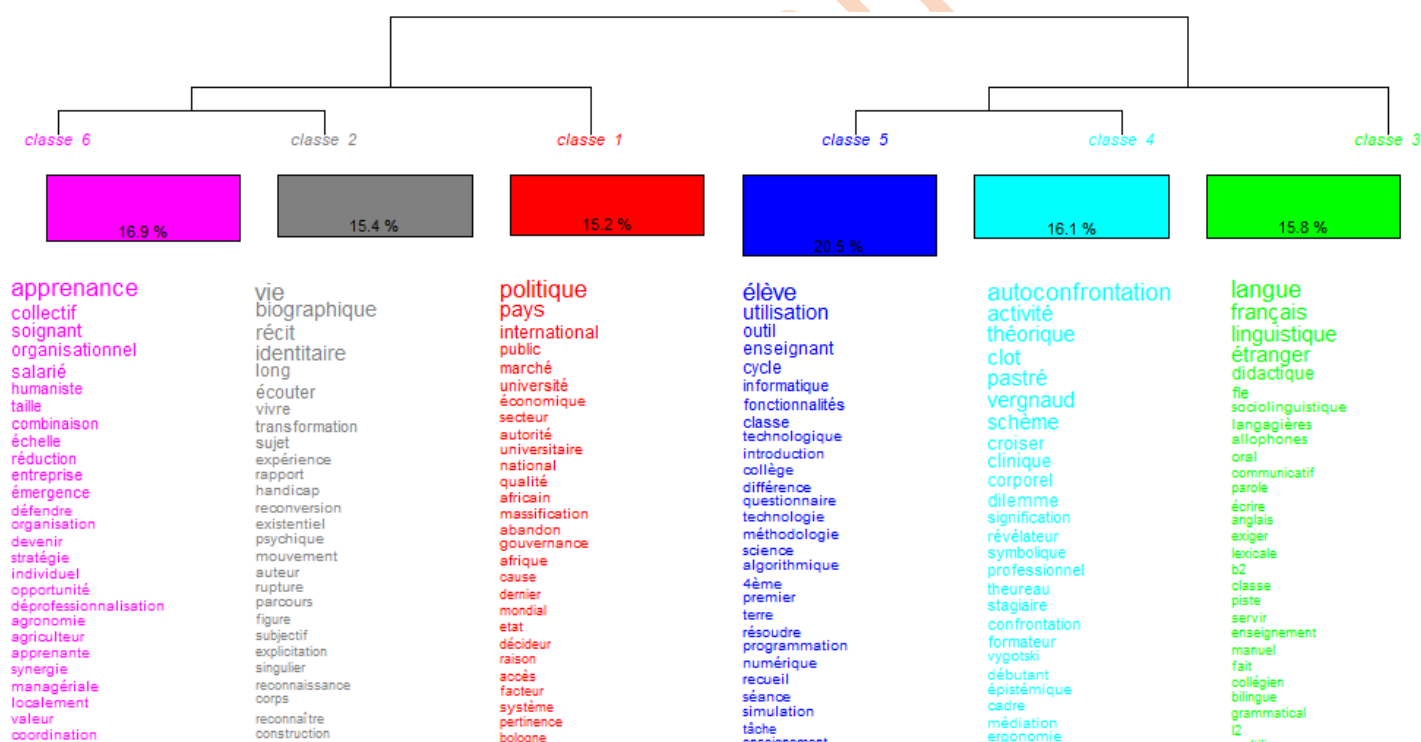 classe 6
classe 2
classe 1
classe 5
classe 4
classe 3
16.9 %
15.4 %
15.2 %
20.5 %
16.1 %
15.8 %
apprenance
collectif
soignant
organisationnel
salarié
humaniste
taille
combinaison
échelle
réduction
entreprise
émergence
défendre
organisation
devenir
stratégie
individuel
opportunité
déprofessionnalisation
agronomie
agriculteur
apprenante
synergie
managériale
localement
valeur
coordination
vie
biographique
récit
identitaire
long
écouter
vivre
transformation
sujet
expérience
rapport
handicap
reconversion
existentiel
psychique
mouvement
auteur
rupture
parcours
figure
subjectif
explicitation
singulier
reconnaissance
corps
reconnaître
construction
politique
pays
international
public
marché
université
économique
secteur
autorité
universitaire
national
qualité
africain
massification
abandon
gouvernance
afrique
cause
dernier
mondial
etat
décideur
raison
accès
facteur
système
pertinence
bologne
élève
utilisation
outil
enseignant
cycle
informatique
fonctionnalités
classe
technologique
introduction
collège
différence
questionnaire
technologie
méthodologie
science
algorithmique
4ème
premier
terre
résoudre
programmation
numérique
recueil
séance
simulation
tâche
enseignement
autoconfrontation
activité
théorique
clot
pastré
vergnaud
schème
croiser
clinique
corporel
dilemme
signification
révélateur
symbolique
professionnel
theureau
stagiaire
confrontation
formateur
vygotski
débutant
épistémique
cadre
médiation
ergonomie
langue
français
linguistique
étranger
didactique
fle
sociolinguistique
langagières
allophones
oral
communicatif
parole
écrire
anglais
exiger
lexicale
b2
classe
piste
servir
enseignement
manuel
fait
collégien
bilingue
grammatical
l2